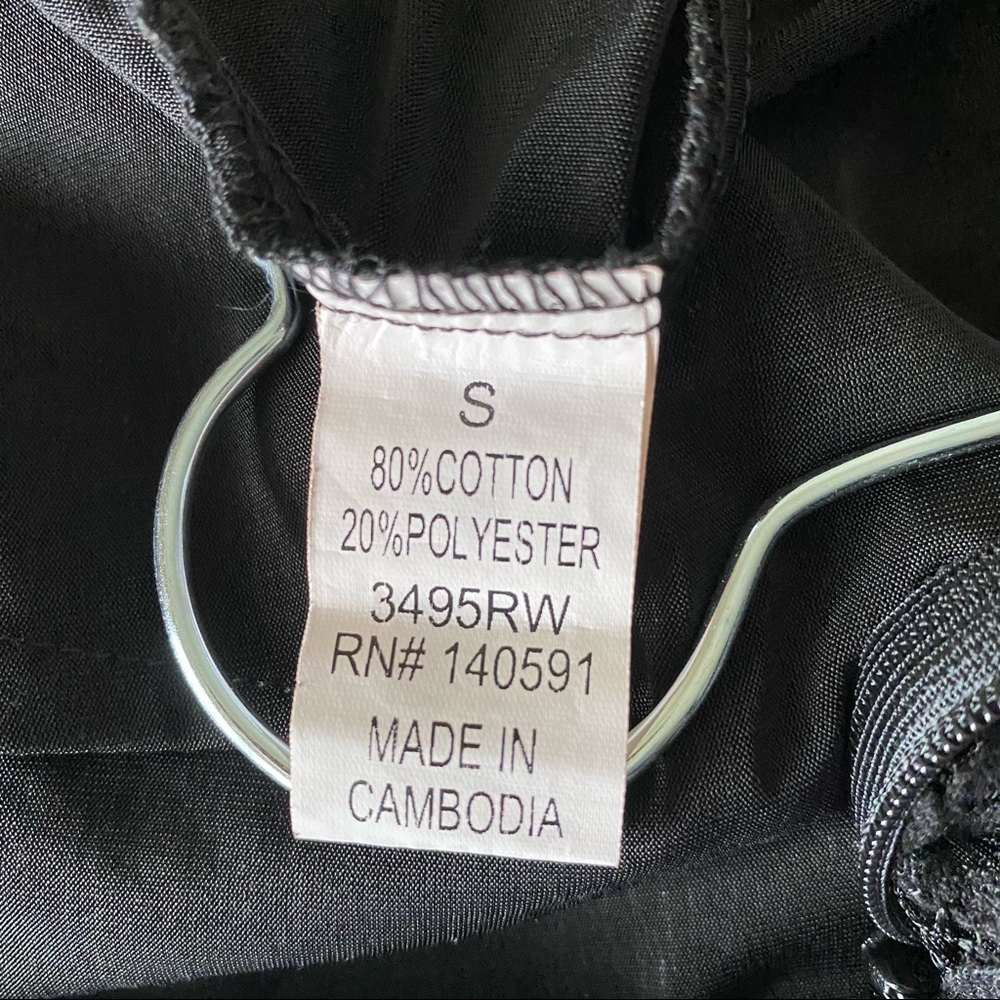 S
80%COTTON
20%POLYESTER
3495RW
RN# 140591
MADE IN
CAMBODIA